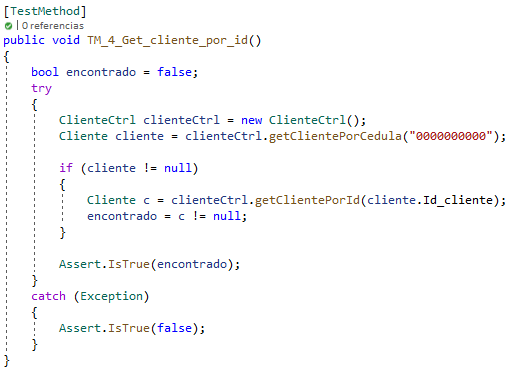 [TestMethod]
| 0 referencias
public void TM_4_Get_cliente_por_id()
{
    bool encontrado = false;
    try
    {
        ClienteCtrl clienteCtrl = new ClienteCtrl();
        Cliente cliente = clienteCtrl.getClientePorCedula("0000000000");

        if (cliente != null)
        {
            Cliente c = clienteCtrl.getClientePorId(cliente.Id_cliente);
            encontrado = c != null;
        }

        Assert.IsTrue(encontrado);
    }
    catch (Exception)
    {
        Assert.IsTrue(false);
    }
}